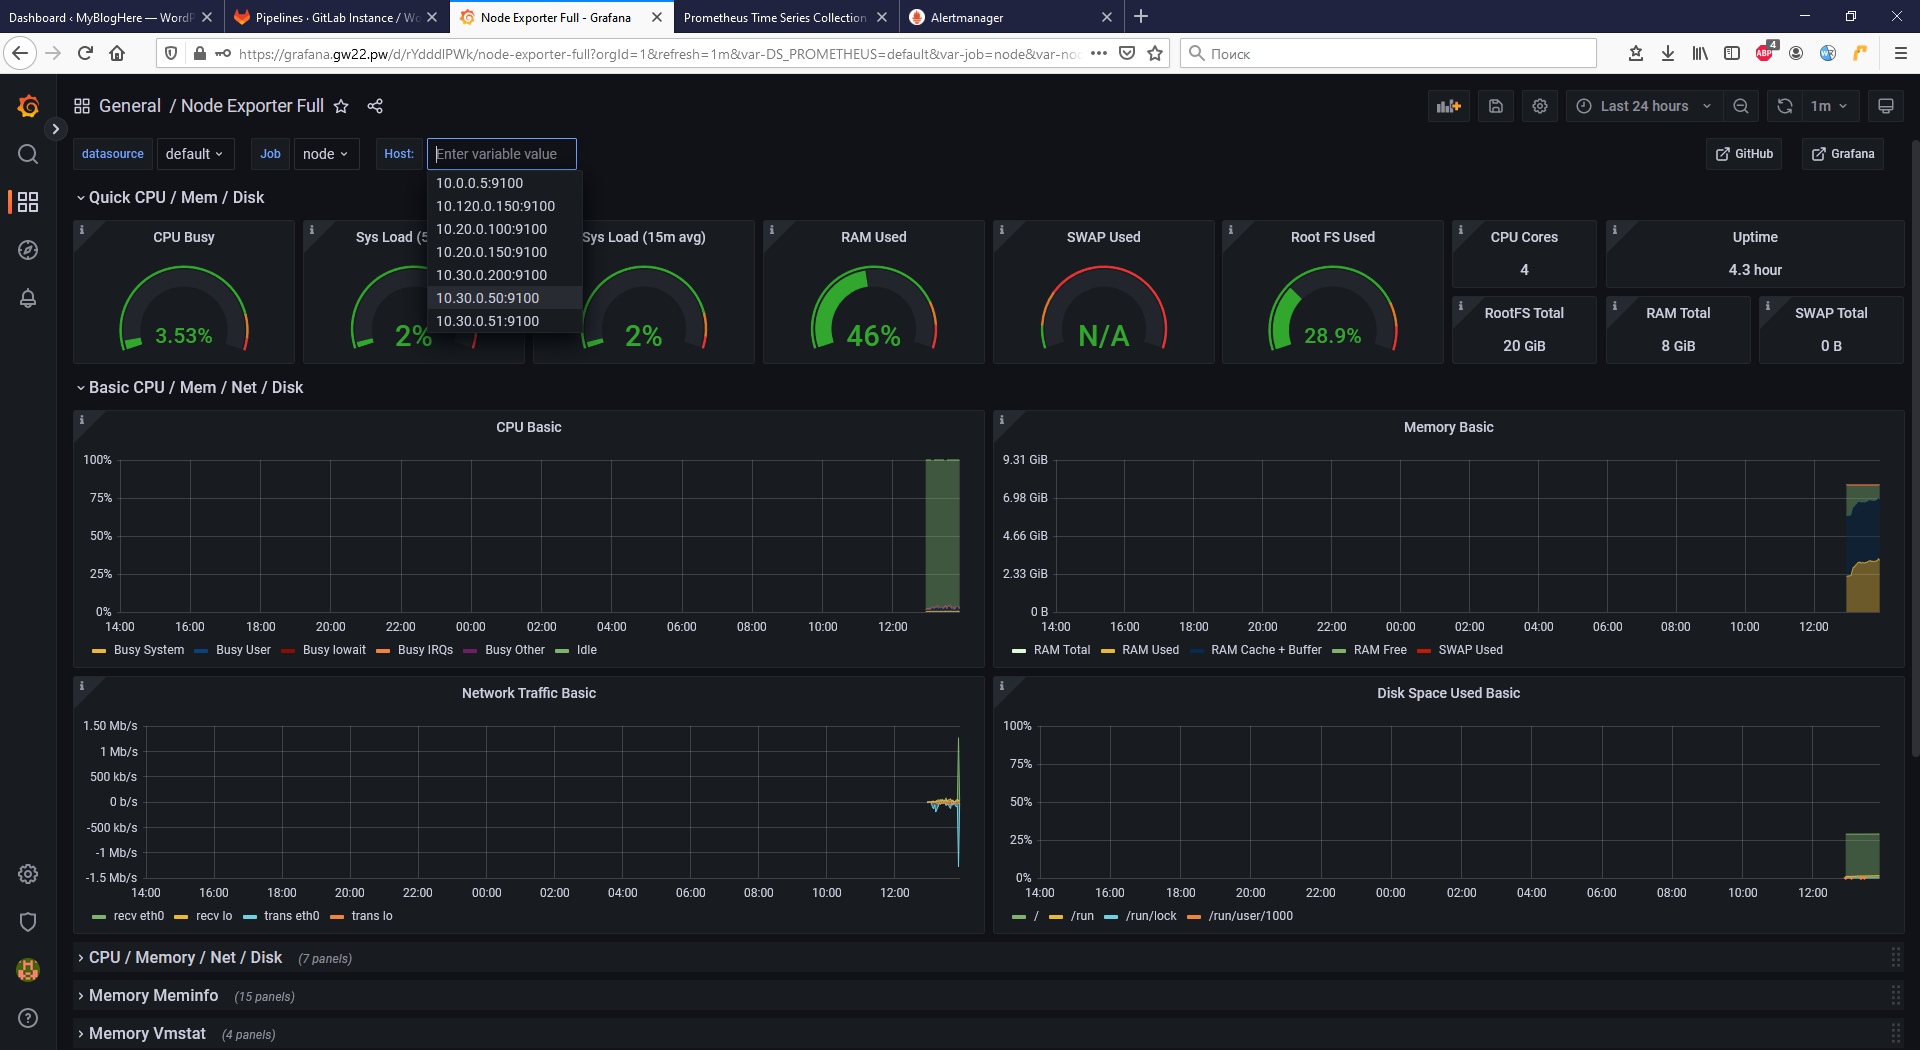 Dashboard ‹ MyBlogHere — WordP
Pipelines · GitLab Instance / Wo
Node Exporter Full - Grafana
Prometheus Time Series Collection
Alertmanager
https://grafana.gw22.pw/d/rYdddlPWk/node-exporter-full?orgId=1&refresh=1m&var-DS_PROMETHEUS=default&var-job=node&var-no
Поиск
ABP
4
General / Node Exporter Full
Last 24 hours
1m
datasource
default
Job
node
Host:
Enter variable value
GitHub
Grafana
10.0.0.5:9100
10.120.0.150:9100
10.20.0.100:9100
10.20.0.150:9100
10.30.0.200:9100
10.30.0.50:9100
10.30.0.51:9100
Quick CPU / Mem / Disk
CPU Busy
3.53%
Sys Load (5
2%
Sys Load (15m avg)
2%
RAM Used
46%
SWAP Used
N/A
Root FS Used
28.9%
CPU Cores
4
Uptime
4.3 hour
RootFS Total
20 GiB
RAM Total
8 GiB
SWAP Total
0 B
Basic CPU / Mem / Net / Disk
CPU Basic
100%
75%
50%
25%
0%
14:00 16:00 18:00 20:00 22:00 00:00 02:00 04:00 06:00 08:00 10:00 12:00
Busy System Busy User Busy Iowait Busy IRQs Busy Other Idle
Memory Basic
9.31 GiB
6.98 GiB
4.66 GiB
2.33 GiB
0 B
14:00 16:00 18:00 20:00 22:00 00:00 02:00 04:00 06:00 08:00 10:00 12:00
RAM Total RAM Used RAM Cache + Buffer RAM Free SWAP Used
Network Traffic Basic
1.50 Mb/s
1 Mb/s
500 kb/s
0 b/s
-500 kb/s
-1 Mb/s
-1.5 Mb/s
14:00 16:00 18:00 20:00 22:00 00:00 02:00 04:00 06:00 08:00 10:00 12:00
recv eth0 recv lo trans eth0 trans lo
Disk Space Used Basic
100%
75%
50%
25%
0%
14:00 16:00 18:00 20:00 22:00 00:00 02:00 04:00 06:00 08:00 10:00 12:00
/ /run /run/lock /run/user/1000
CPU / Memory / Net / Disk (7 panels)
Memory Meminfo (15 panels)
Memory Vmstat (4 panels)